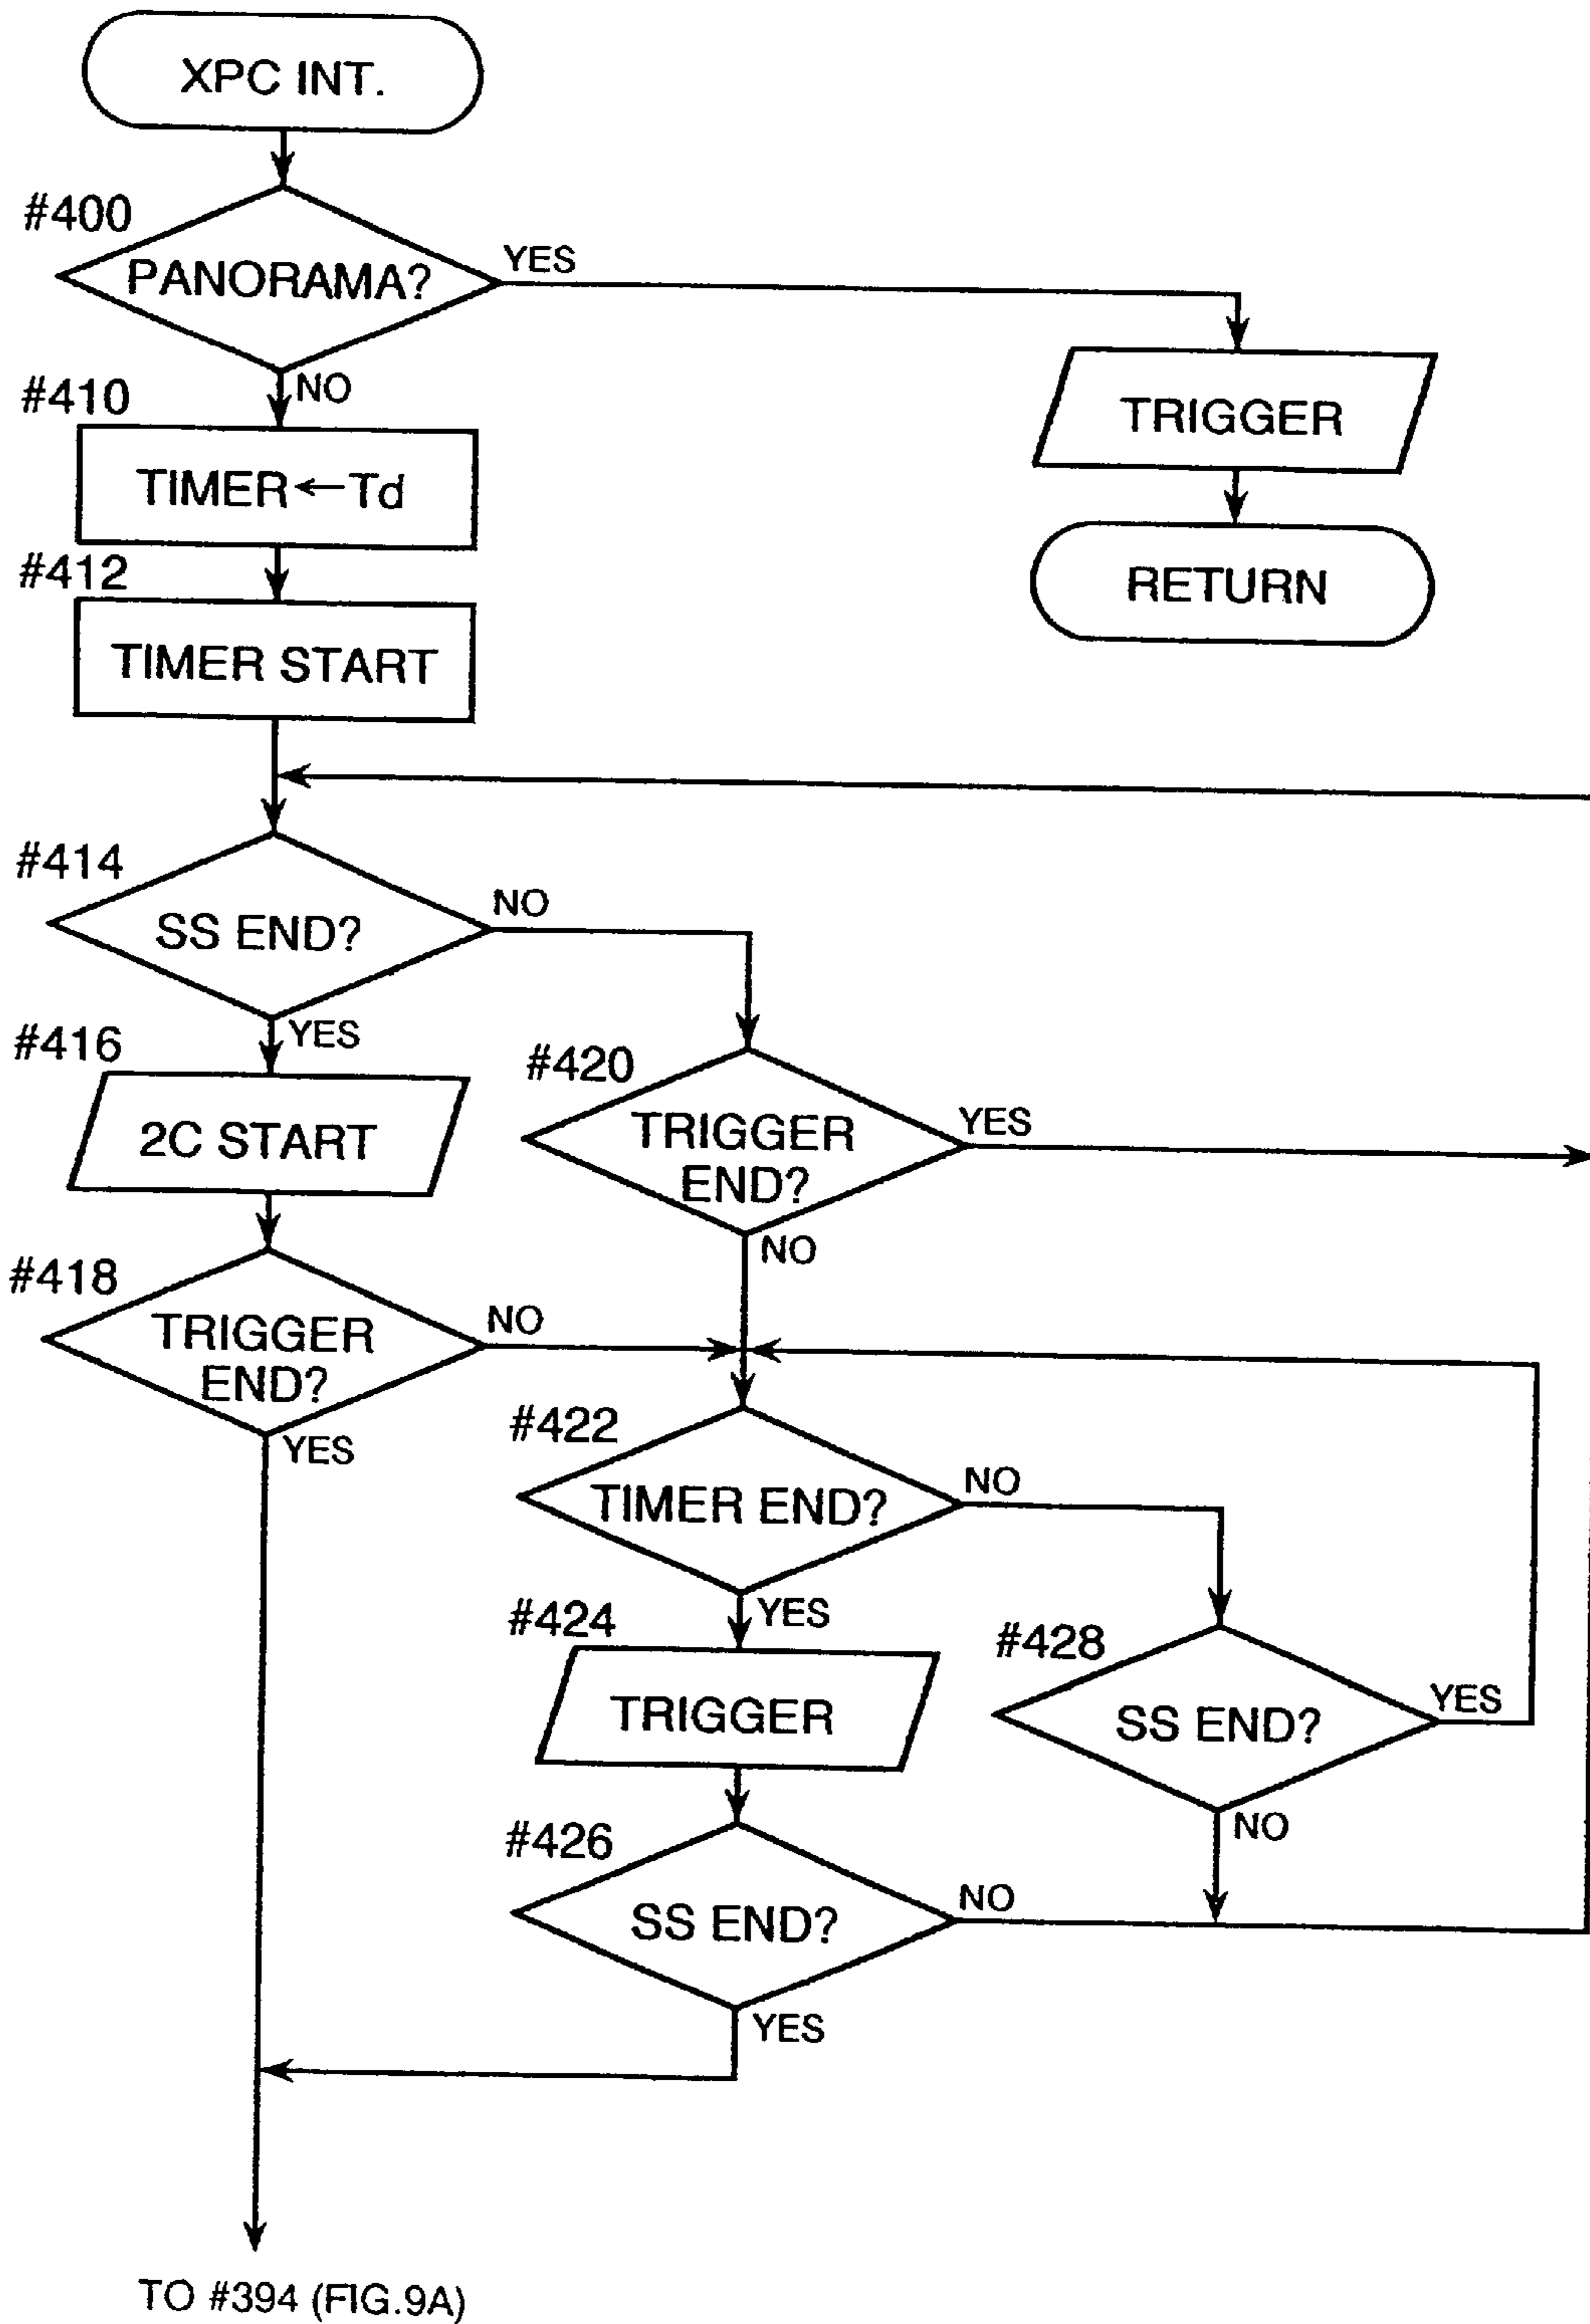 XPC INT.
#400
PANORAMA?
YES
NO
TRIGGER
RETURN
#410
TIMER←Td
#412
TIMER START
#414
SS END?
NO
YES
#416
2C START
#420
TRIGGER
END?
YES
NO
#418
TRIGGER
END?
NO
YES
#422
TIMER END?
NO
YES
#424
TRIGGER
#428
SS END?
YES
NO
#426
SS END?
NO
YES
TO #394 (FIG.9A)